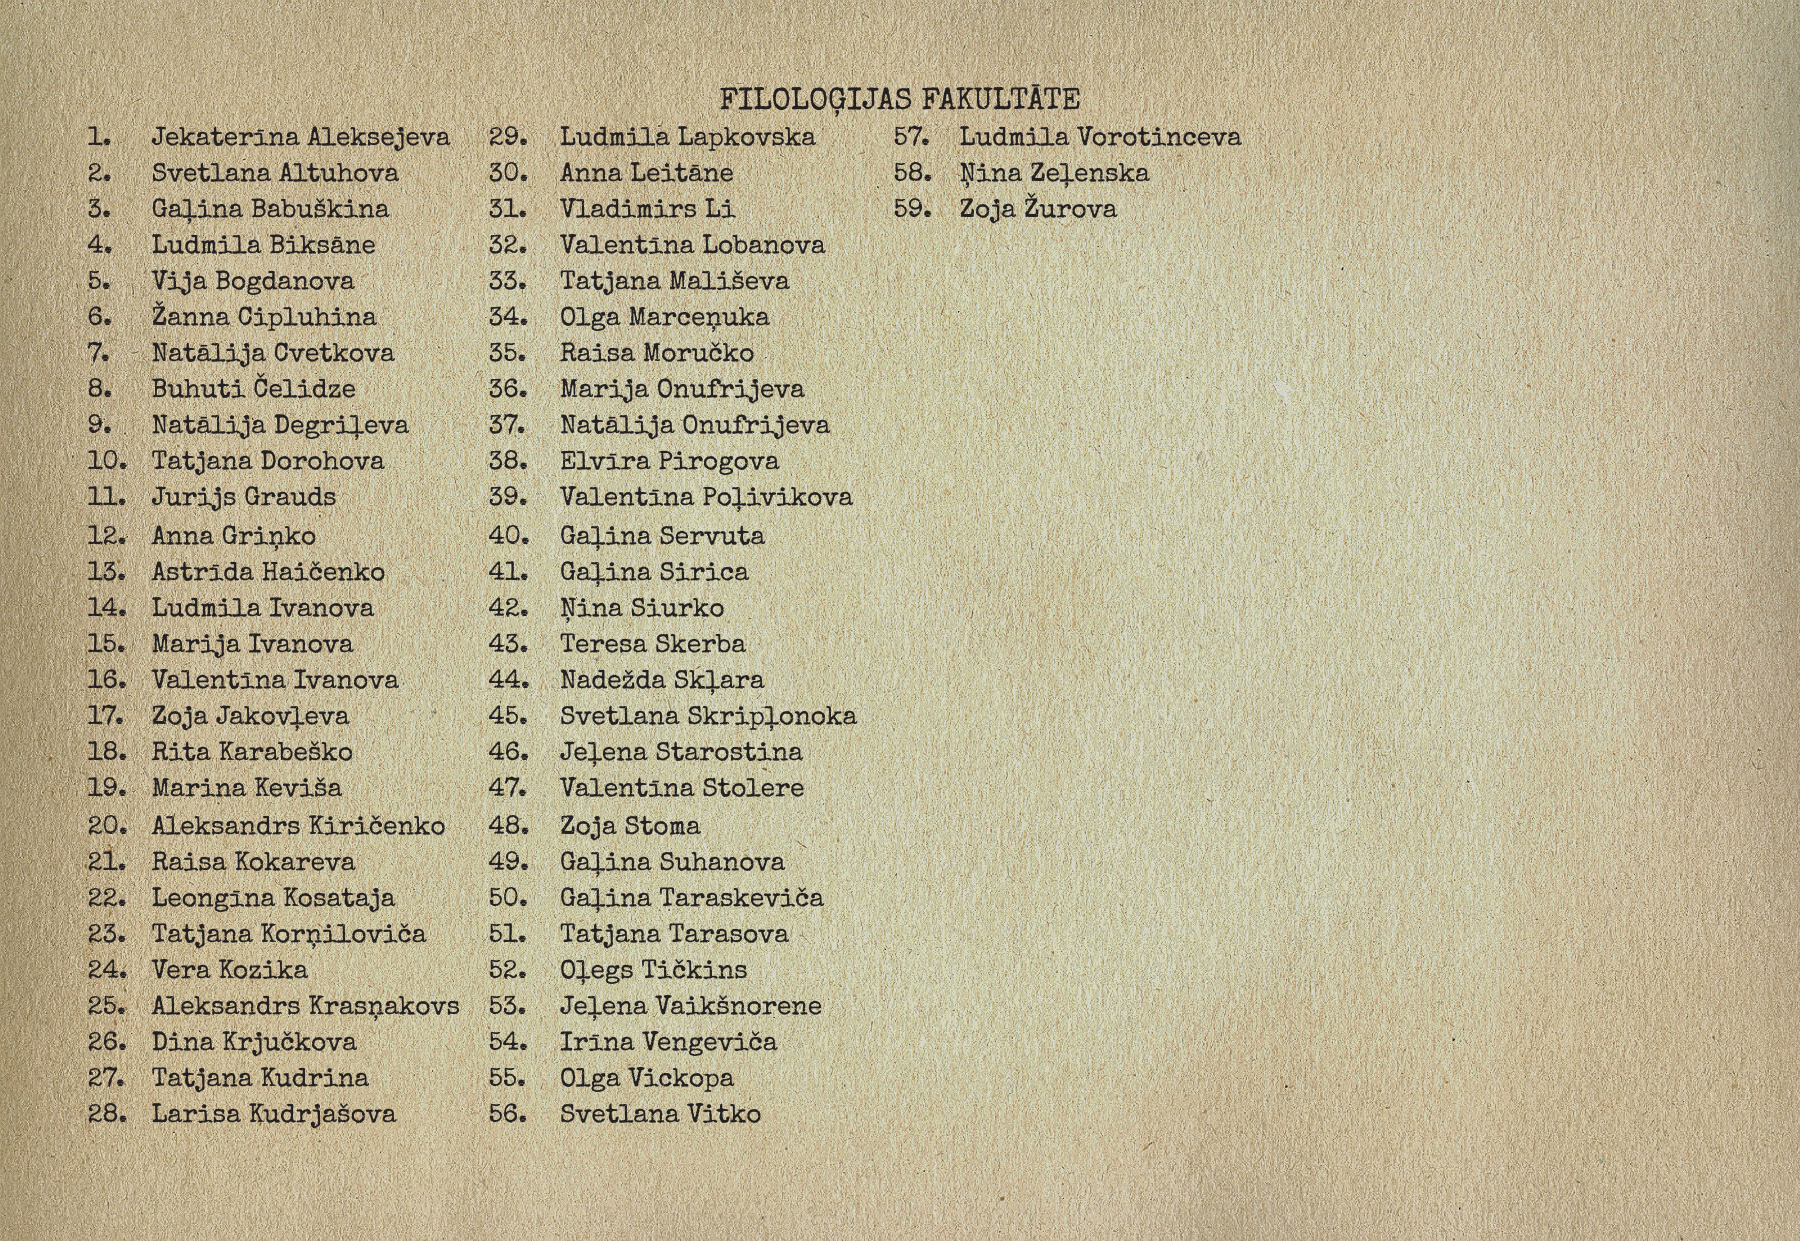 FILOLOĢIJAS FAKULTĀTE
1. Jekaterīna Aleksejeva
2. Svetlana Altuhova
3. Gaļina Babuškina
4. Ludmila Biksāne
5. Vija Bogdanova
6. Žanna Cipluhina
7. Natālija Cvetkova
8. Buhuti Čelidze
9. Natālija Degriļeva
10. Tatjana Dorohova
11. Jurijs Grauds
12. Anna Griņko
13. Astrīda Haičenko
14. Ludmila Ivanova
15. Marija Ivanova
16. Valentīna Ivanova
17. Zoja Jakovļeva
18. Rita Karabeško
19. Marina Keviša
20. Aleksandrs Kiričenko
21. Raisa Kokareva
22. Leongīna Kosataja
23. Tatjana Korņiloviča
24. Vera Kozika
25. Aleksandrs Krasņakovs
26. Dina Krjučkova
27. Tatjana Kudrina
28. Larisa Kudrjašova
29. Ludmila Lapkovska
30. Anna Leitāne
31. Vladimirs Li
32. Valentīna Lobanova
33. Tatjana Mališeva
34. Olga Marceņuka
35. Raisa Moručko
36. Marija Onufrijeva
37. Natālija Onufrijeva
38. Elvīra Pirogova
39. Valentīna Poļivikova
40. Gaļina Servuta
41. Gaļina Sirica
42. Ņina Siurko
43. Teresa Skerba
44. Nadežda Skļara
45. Svetlana Skripļonoka
46. Jeļena Starostina
47. Valentīna Stolere
48. Zoja Stoma
49. Gaļina Suhanova
50. Gaļina Taraskeviča
51. Tatjana Tarasova
52. Oļegs Tičkins
53. Jeļena Vaikšnorene
54. Irīna Vengeviča
55. Olga Vickopa
56. Svetlana Vitko
57. Ludmila Vorotinceva
58. Ņina Zeļenska
59. Zoja Žurova